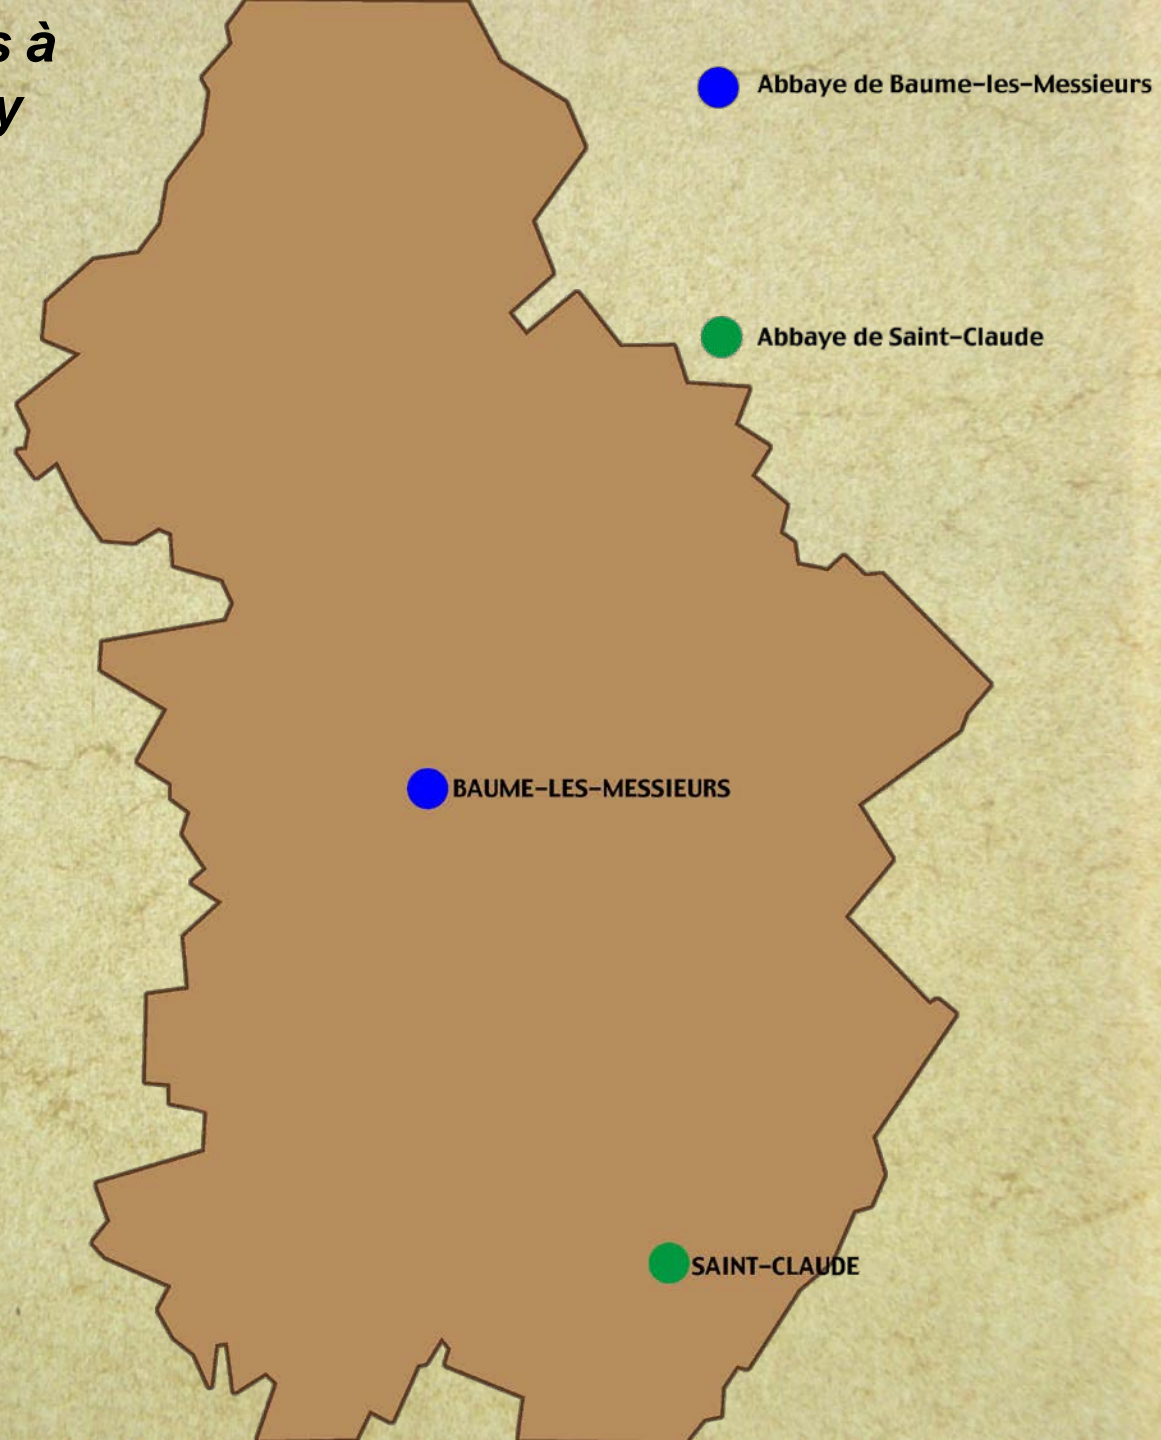 s à
y
Abbaye de Baume-les-Messieurs
Abbaye de Saint-Claude
BAUME-LES-MESSIEURS
SAINT-CLAUDE